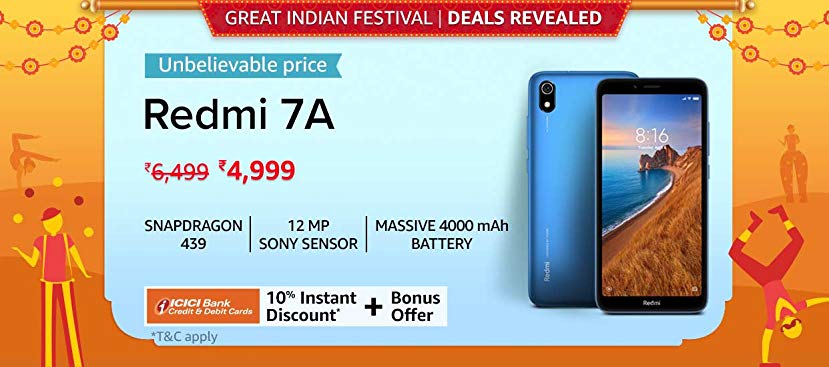 GREAT INDIAN FESTIVAL | DEALS REVEALED
Unbelievable price
Redmi 7A
₹6,499 ₹4,999
SNAPDRAGON
439
12 MP
SONY SENSOR
MASSIVE 4000 mAh
BATTERY
ICICI Bank
Credit & Debit Cards
10% Instant
Discount*
+
Bonus
Offer
*T&C apply
8:16
Redmi
Redmi